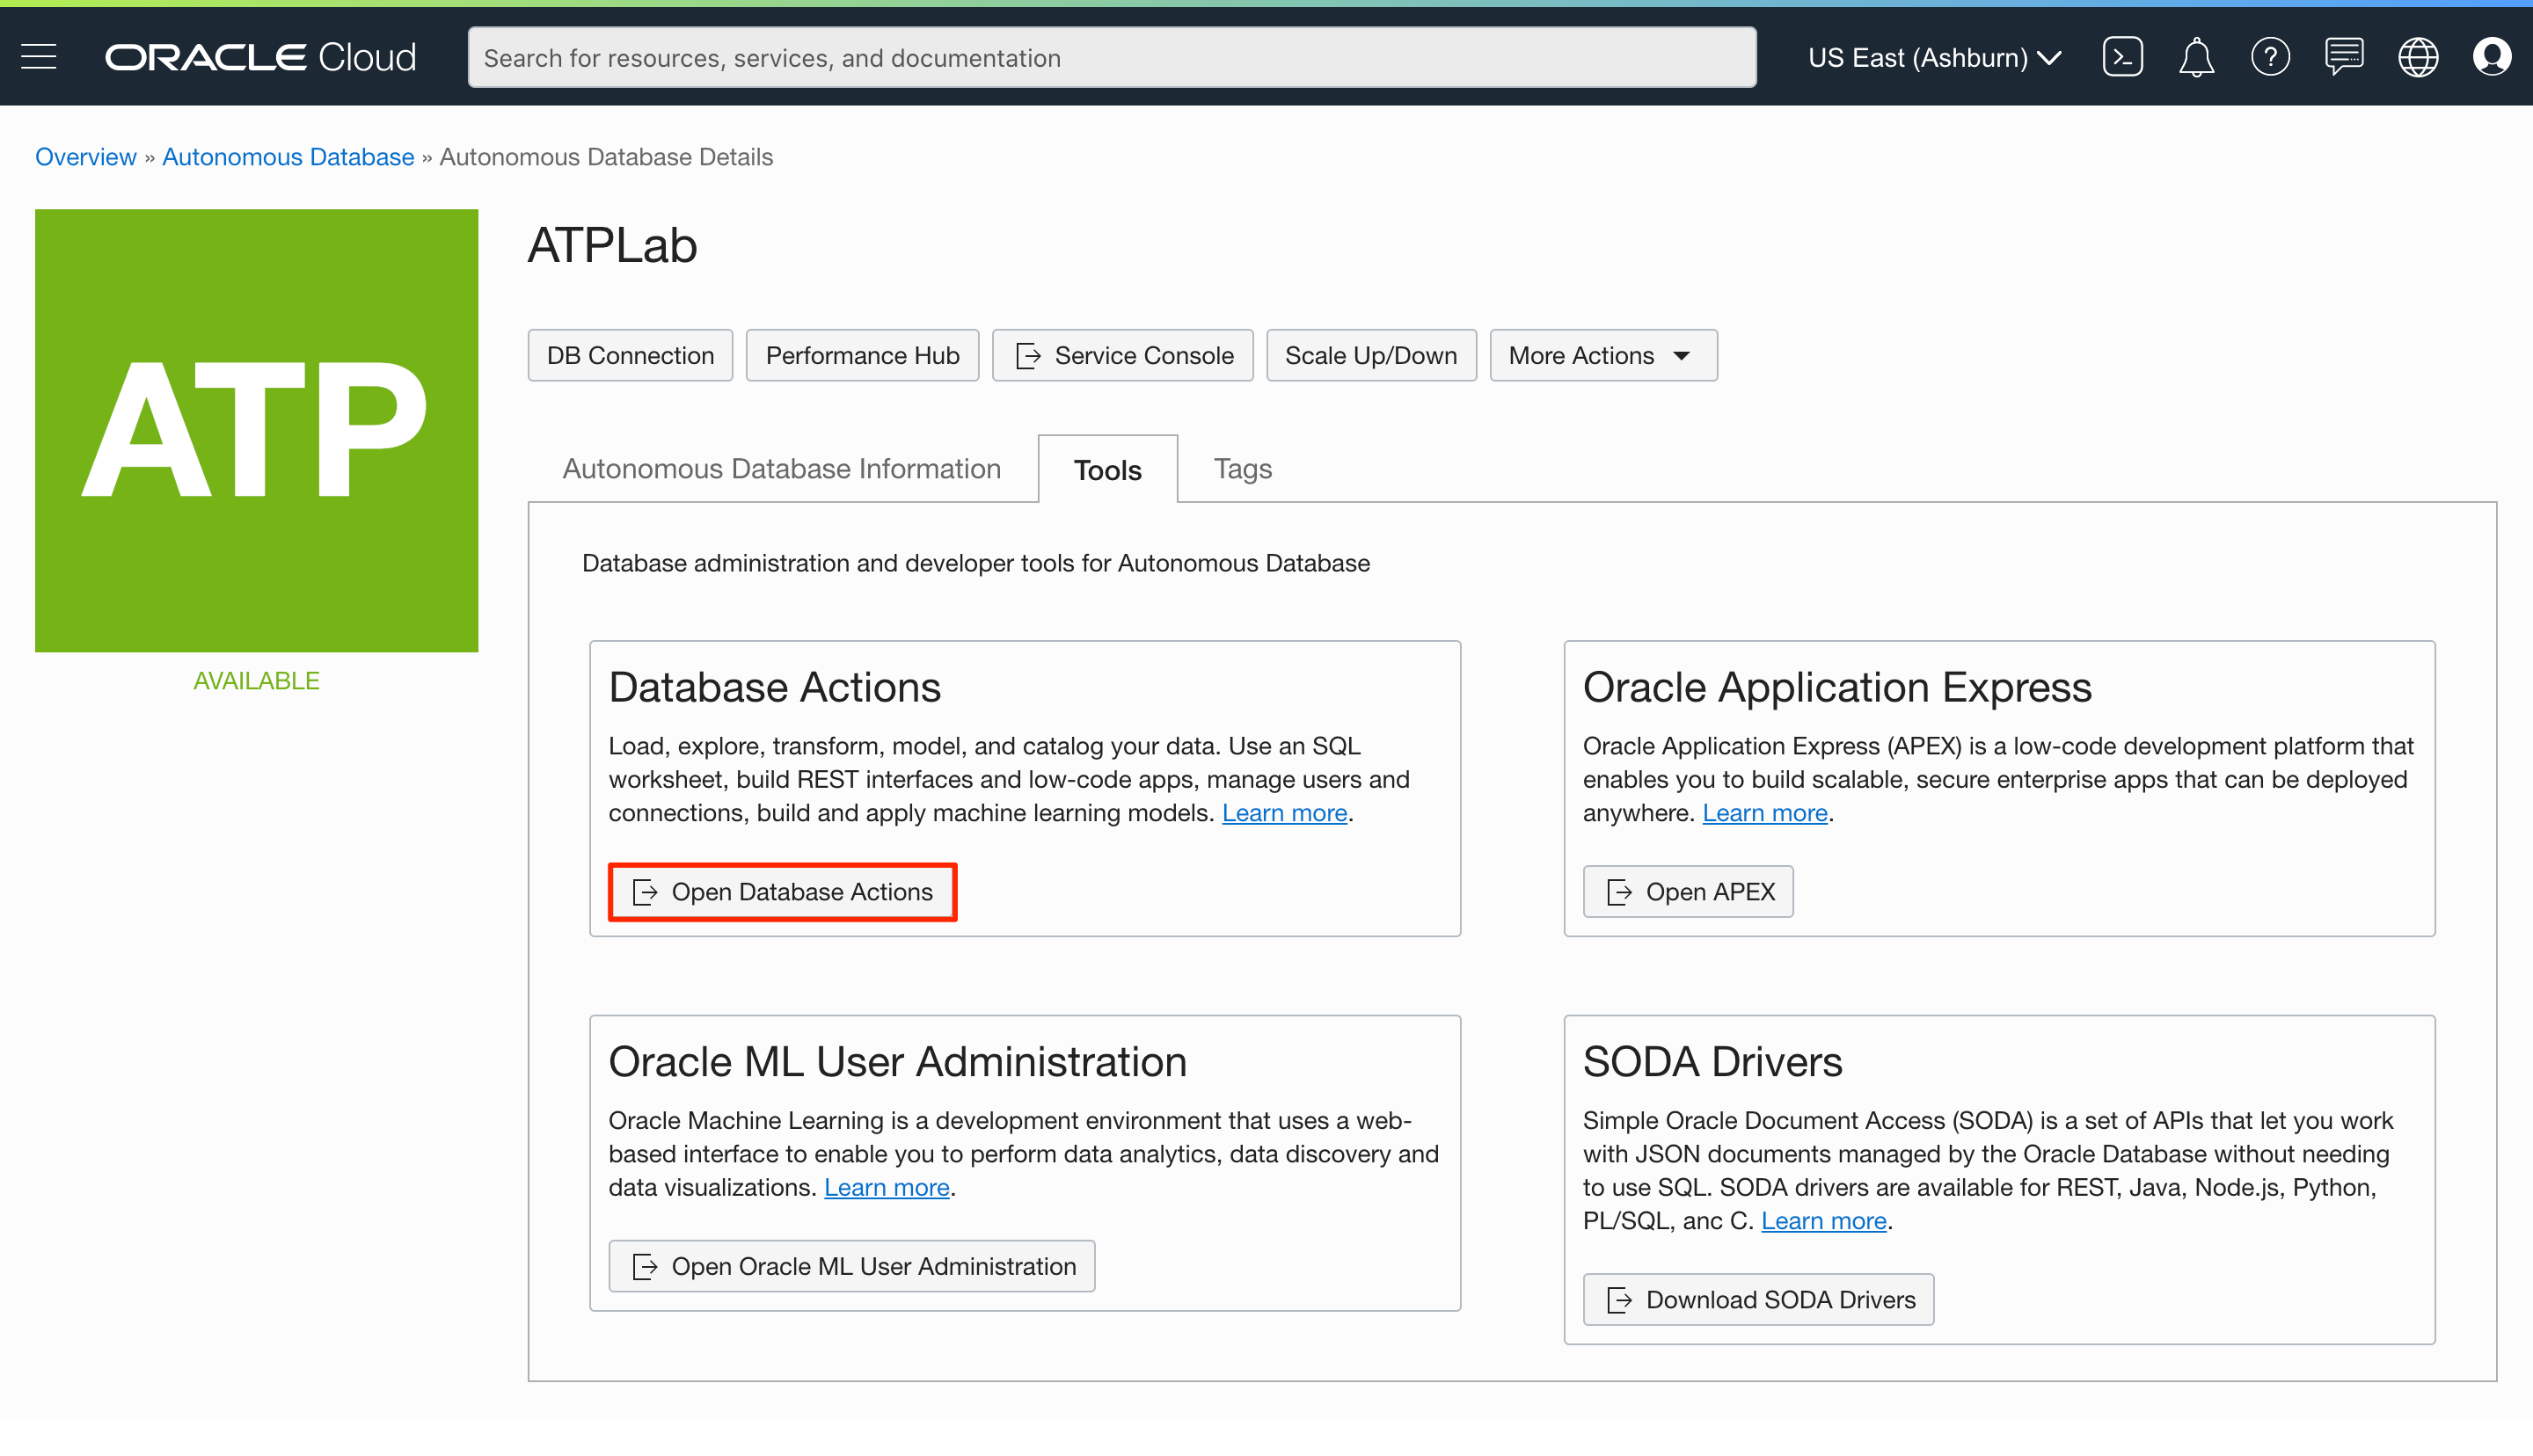 ORACLE Cloud
Search for resources, services, and documentation
US East (Ashburn)
Overview » Autonomous Database » Autonomous Database Details
ATP
AVAILABLE
ATPLab
DB Connection
Performance Hub
Service Console
Scale Up/Down
More Actions
Autonomous Database Information
Tools
Tags
Database administration and developer tools for Autonomous Database
Database Actions
Load, explore, transform, model, and catalog your data. Use an SQL
worksheet, build REST interfaces and low-code apps, manage users and
connections, build and apply machine learning models. Learn more.
Open Database Actions
Oracle Application Express
Oracle Application Express (APEX) is a low-code development platform that
enables you to build scalable, secure enterprise apps that can be deployed
anywhere. Learn more.
Open APEX
Oracle ML User Administration
Oracle Machine Learning is a development environment that uses a web-
based interface to enable you to perform data analytics, data discovery and
data visualizations. Learn more.
Open Oracle ML User Administration
SODA Drivers
Simple Oracle Document Access (SODA) is a set of APIs that let you work
with JSON documents managed by the Oracle Database without needing
to use SQL. SODA drivers are available for REST, Java, Node.js, Python,
PL/SQL, anc C. Learn more.
Download SODA Drivers